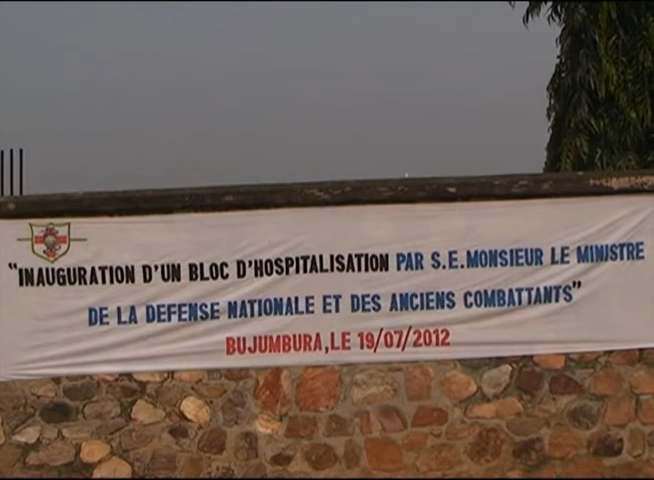 "INAUGURATION D'UN BLOC D'HOSPITALISATION PAR S.E.MONSIEUR LE MINISTRE
DE LA DEFENSE NATIONALE ET DES ANCIENS COMBATTANTS"
BUJUMBURA,LE 19/07/2012